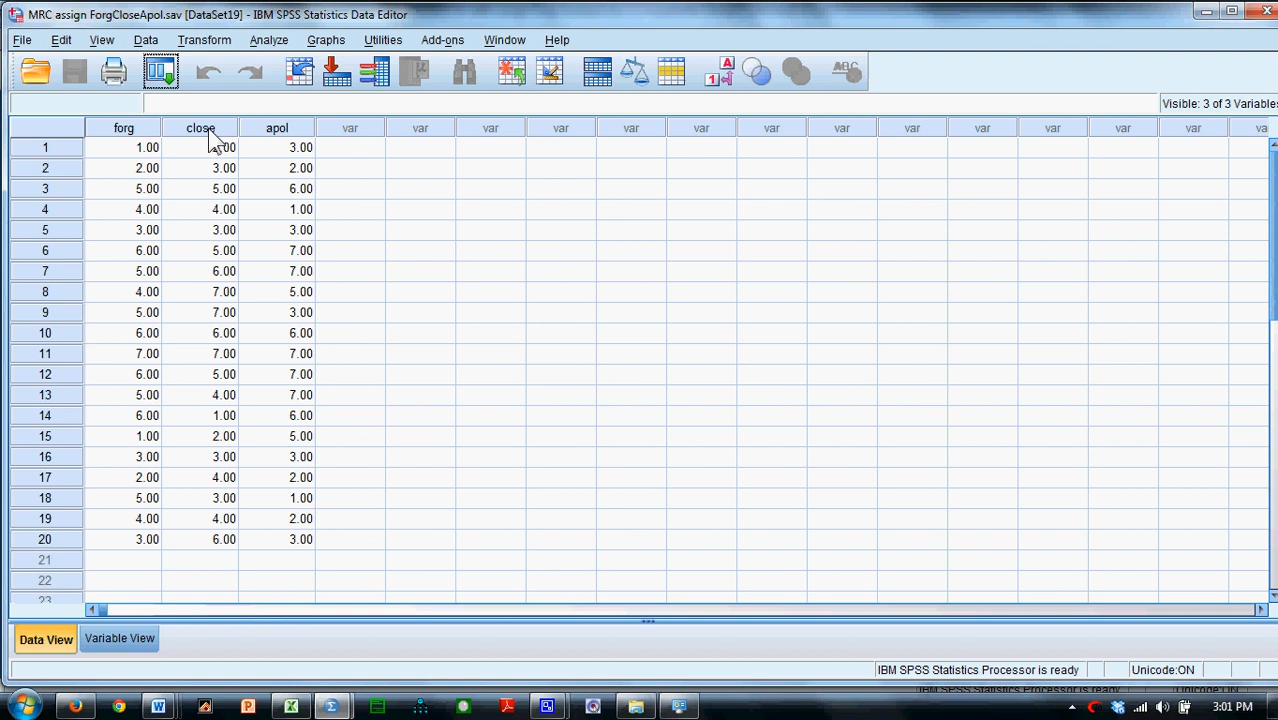 MRC assign ForgCloseApol.sav [DataSet19] - IBM SPSS Statistics Data Editor
File Edit View Data Transform Analyze Graphs Utilities Add-ons Window Help
Visible: 3 of 3 Variables
forg close apol var var var var var var var var var var var var var
1 1.00 3.00
2 2.00 3.00 2.00
3 5.00 5.00 6.00
4 4.00 4.00 1.00
5 3.00 3.00 3.00
6 6.00 5.00 7.00
7 5.00 6.00 7.00
8 4.00 7.00 5.00
9 5.00 7.00 3.00
10 6.00 6.00 6.00
11 7.00 7.00 7.00
12 6.00 5.00 7.00
13 5.00 4.00 7.00
14 6.00 1.00 6.00
15 1.00 2.00 5.00
16 3.00 3.00 3.00
17 2.00 4.00 2.00
18 5.00 3.00 1.00
19 4.00 4.00 2.00
20 3.00 6.00 3.00
21
22
23
Data View Variable View
IBM SPSS Statistics Processor is ready Unicode:ON
3:01 PM